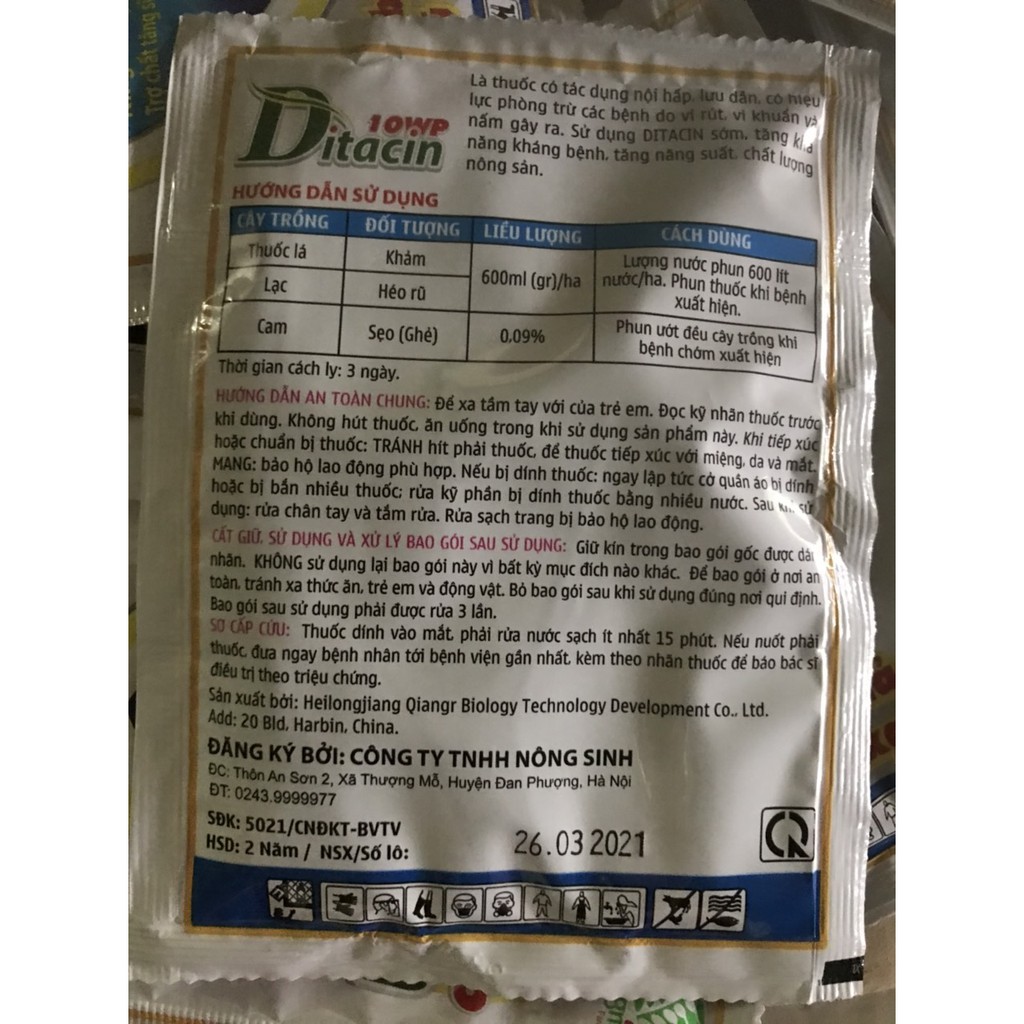 Trợ chất tăng s
Ditacin 10WP
Là thuốc có tác dụng nội hấp, lưu dẫn, có hiệu
lực phòng trừ các bệnh do vi rút, vi khuẩn và
nấm gây ra. Sử dụng DITACIN sớm, tăng khả
năng kháng bệnh, tăng năng suất, chất lượng
nông sản.
HƯỚNG DẪN SỬ DỤNG
CÂY TRỒNG ĐỐI TƯỢNG LIỀU LƯỢNG CÁCH DÙNG
Thuốc lá Khảm
Lạc Héo rũ
600ml (gr)/ha
Lượng nước phun 600 lít
nước/ha. Phun thuốc khi bệnh
xuất hiện.
Cam Sẹo (Ghẻ) 0,09%
Phun ướt đều cây trồng khi
bệnh chớm xuất hiện
Thời gian cách ly: 3 ngày.
HƯỚNG DẪN AN TOÀN CHUNG: Để xa tầm tay với của trẻ em. Đọc kỹ nhãn thuốc trước
khi dùng. Không hút thuốc, ăn uống trong khi sử dụng sản phẩm này. Khi tiếp xúc
hoặc chuẩn bị thuốc: TRÁNH hít phải thuốc, để thuốc tiếp xúc với miệng, da và mắt.
MANG: bảo hộ lao động phù hợp. Nếu bị dính thuốc: ngay lập tức cở quần áo bị dính
hoặc bị bắn nhiều thuốc; rửa kỹ phần bị dính thuốc bằng nhiều nước. Sau khi sử
dụng: rửa chân tay và tắm rửa. Rửa sạch trang bị bảo hộ lao động.
CẤT GIỮ, SỬ DỤNG VÀ XỬ LÝ BAO GÓI SAU SỬ DỤNG: Giữ kín trong bao gói gốc được dán
nhãn. KHÔNG sử dụng lại bao gói này vì bất kỳ mục đích nào khác. Để bao gói ở nơi an
toàn, tránh xa thức ăn, trẻ em và động vật. Bỏ bao gói sau khi sử dụng đúng nơi qui định.
Bao gói sau sử dụng phải được rửa 3 lần.
SƠ CẤP CỨU: Thuốc dính vào mắt, phải rửa nước sạch ít nhất 15 phút. Nếu nuốt phải
thuốc, đưa ngay bệnh nhân tới bệnh viện gần nhất, kèm theo nhãn thuốc để báo bác sĩ
điều trị theo triệu chứng.
Sản xuất bởi: Heilongjiang Qiangr Biology Technology Development Co., Ltd.
Add: 20 Bld, Harbin, China.
ĐĂNG KÝ BỞI: CÔNG TY TNHH NÔNG SINH
ĐC: Thôn An Sơn 2, Xã Thượng Mỗ, Huyện Đan Phượng, Hà Nội
ĐT: 0243.9999977
SĐK: 5021/CNĐKT-BVTV
HSD: 2 Năm / NSX/Số lô:
26.03 2021